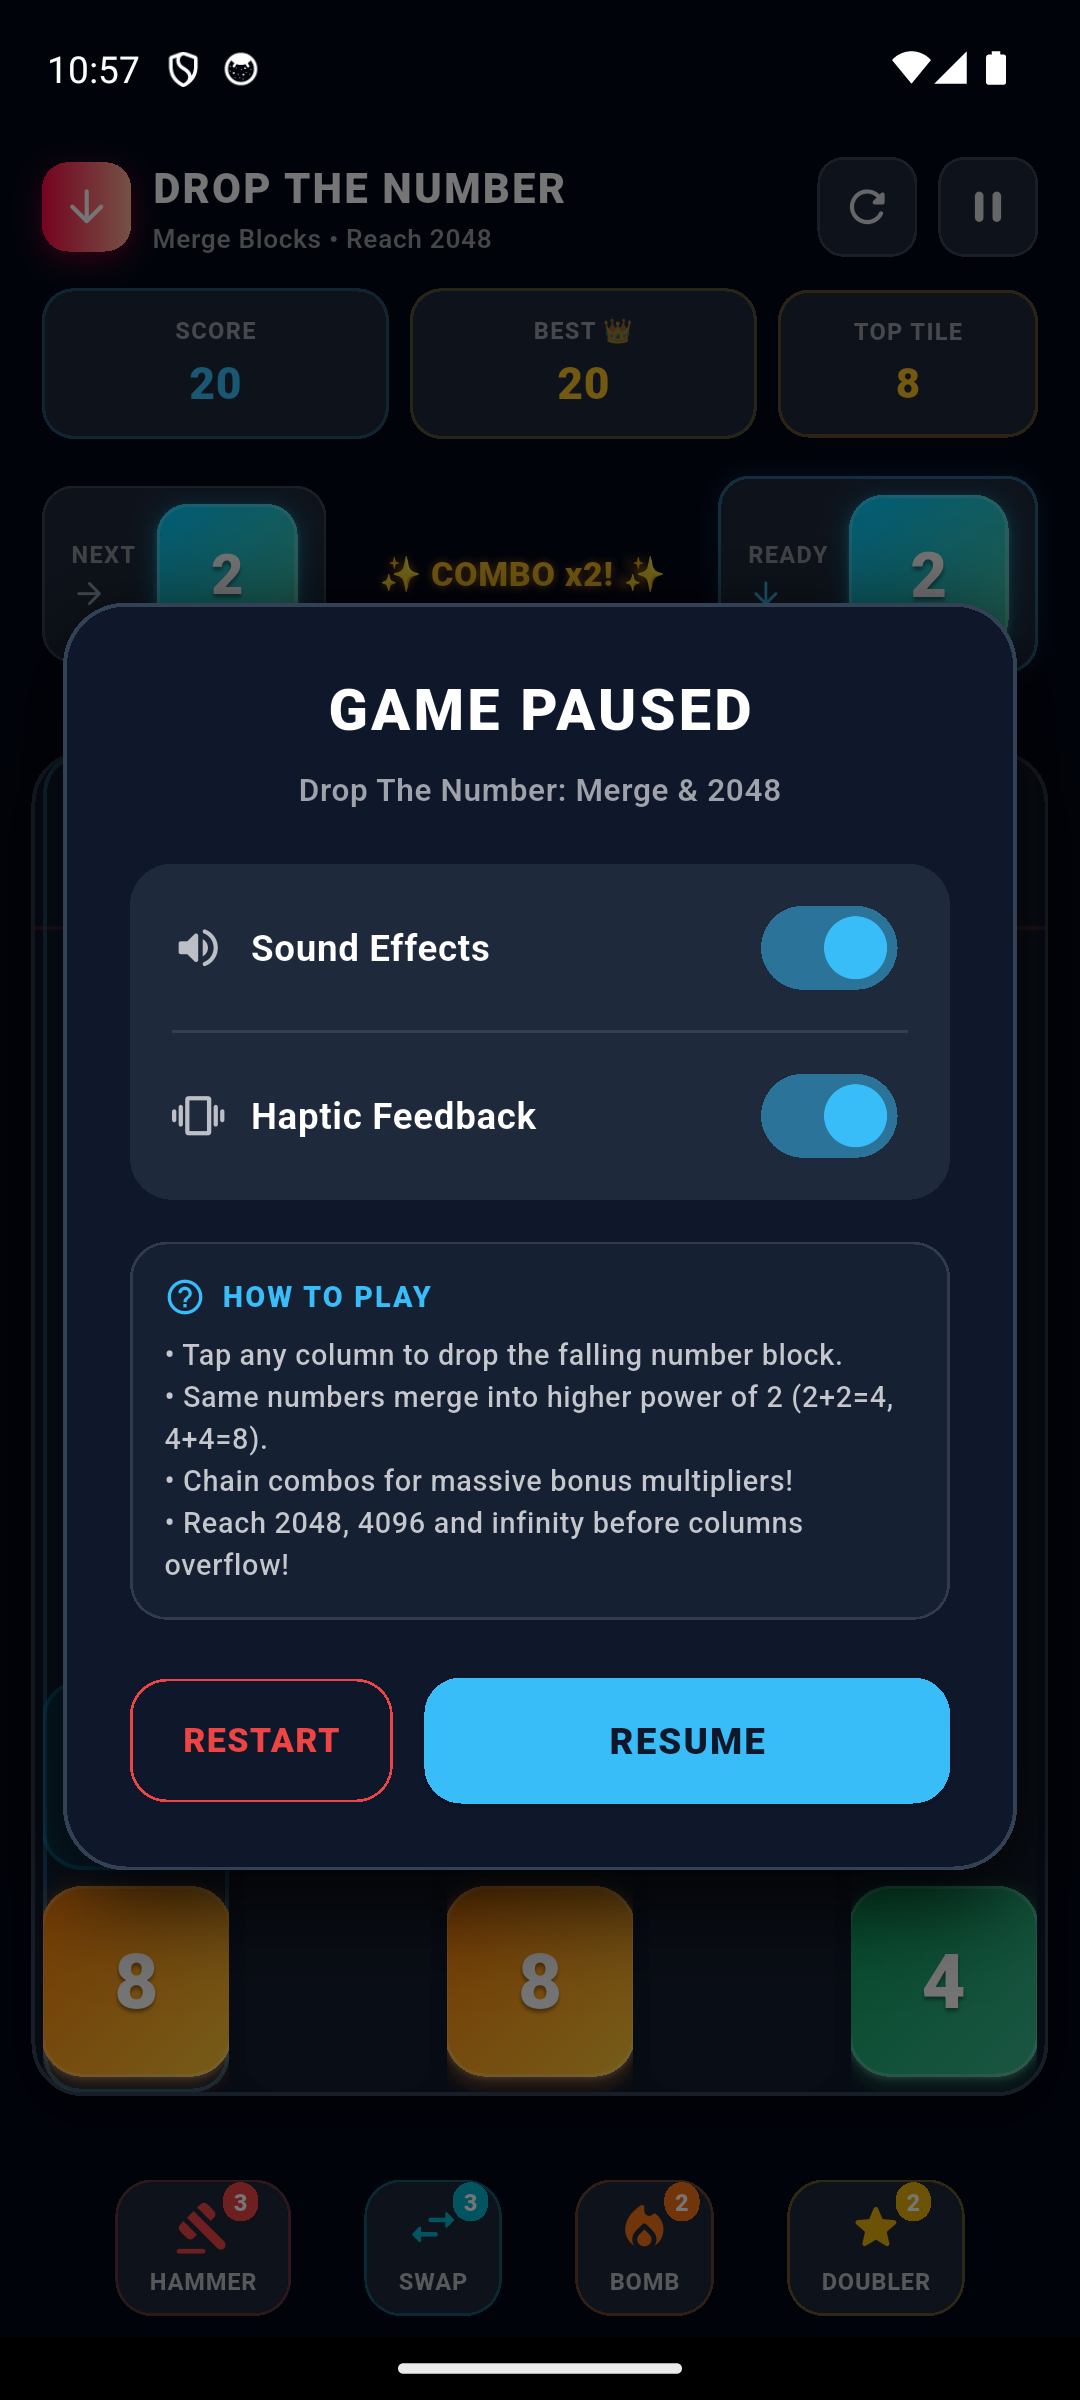 10:57
DROP THE NUMBER
Merge Blocks • Reach 2048
SCORE
20
BEST 👑
20
TOP TILE
8
NEXT
→
2
✨ COMBO x2! ✨
READY
↓
2
GAME PAUSED
Drop The Number: Merge & 2048
Sound Effects
Haptic Feedback
HOW TO PLAY
• Tap any column to drop the falling number block.
• Same numbers merge into higher power of 2 (2+2=4,
4+4=8).
• Chain combos for massive bonus multipliers!
• Reach 2048, 4096 and infinity before columns
overflow!
RESTART
RESUME
8
8
4
3
HAMMER
3
SWAP
2
BOMB
2
DOUBLER